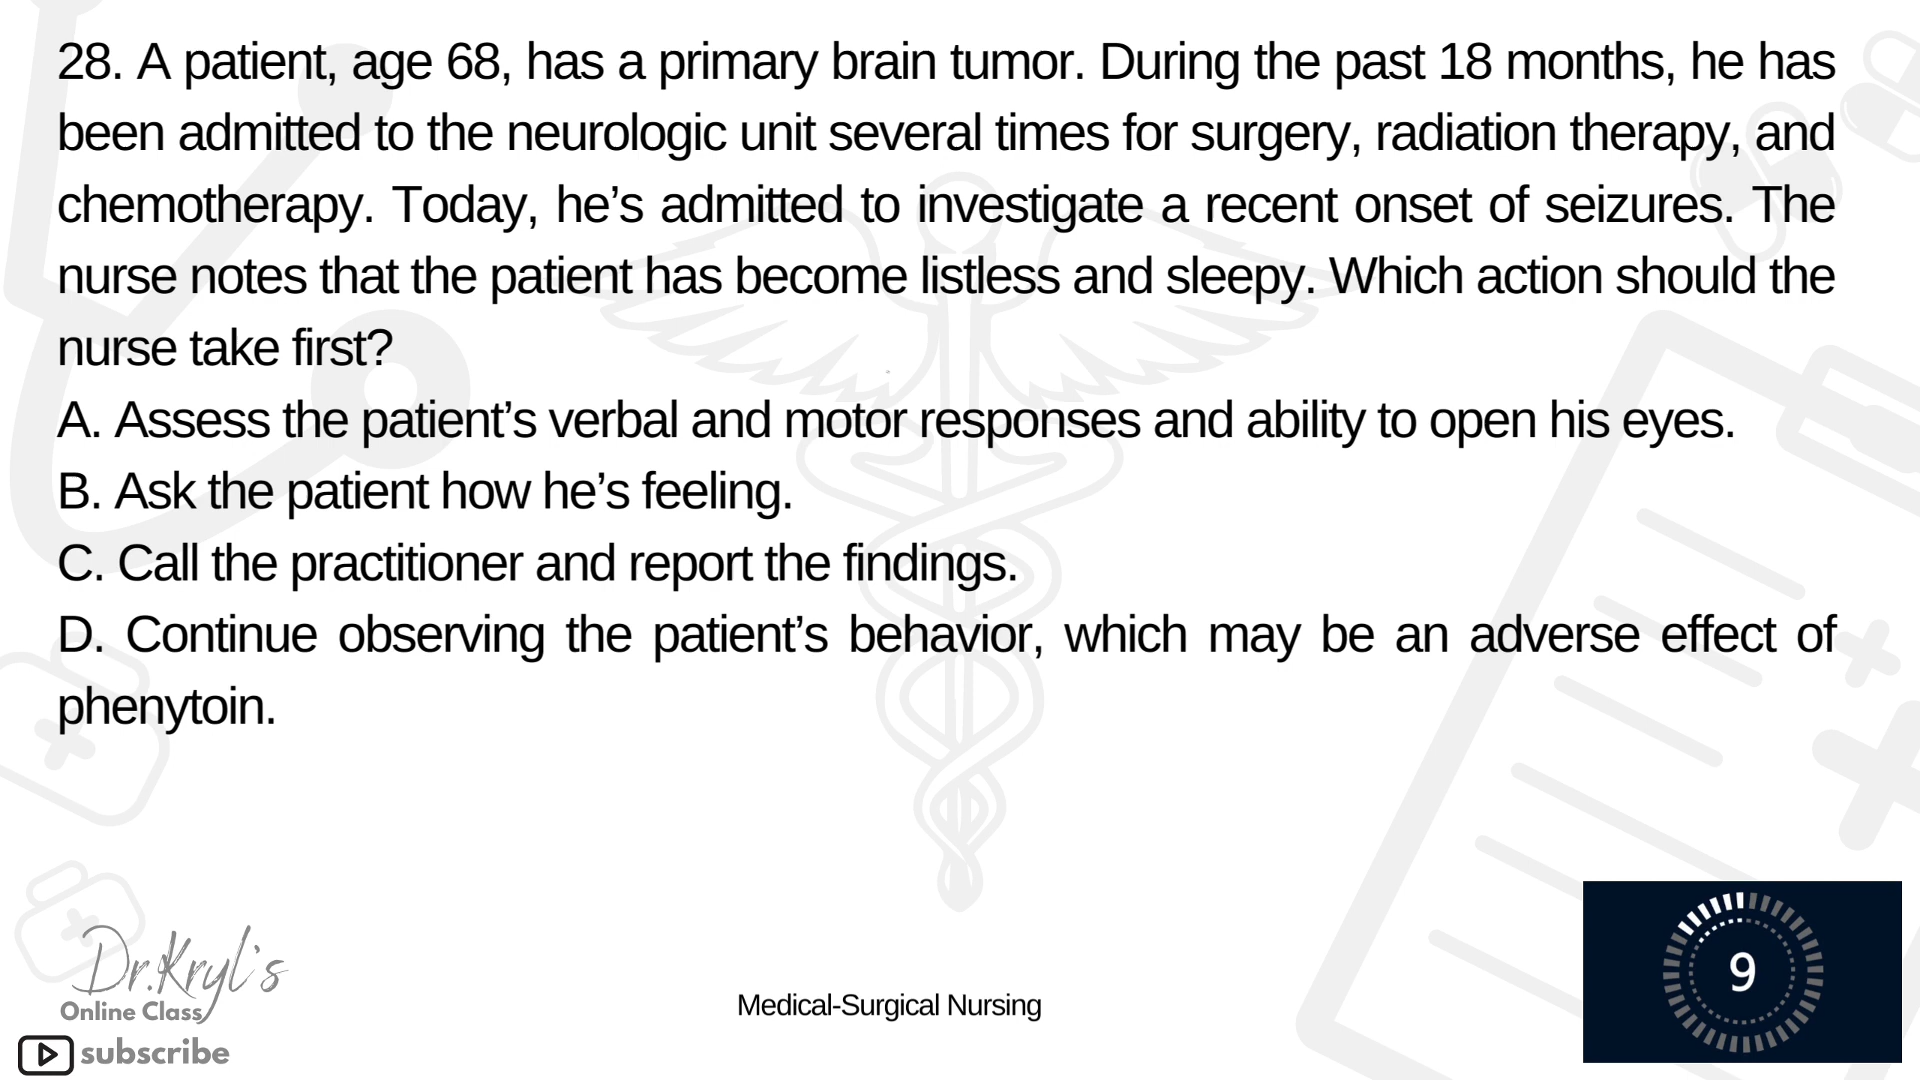 28. A patient, age 68, has a primary brain tumor. During the past 18 months, he has
been admitted to the neurologic unit several times for surgery, radiation therapy, and
chemotherapy. Today, he’s admitted to investigate a recent onset of seizures. The
nurse notes that the patient has become listless and sleepy. Which action should the
nurse take first?
A. Assess the patient’s verbal and motor responses and ability to open his eyes.
B. Ask the patient how he’s feeling.
C. Call the practitioner and report the findings.
D. Continue observing the patient’s behavior, which may be an adverse effect of
phenytoin.
Dr.Kryl's
Online Class
subscribe
Medical-Surgical Nursing
9